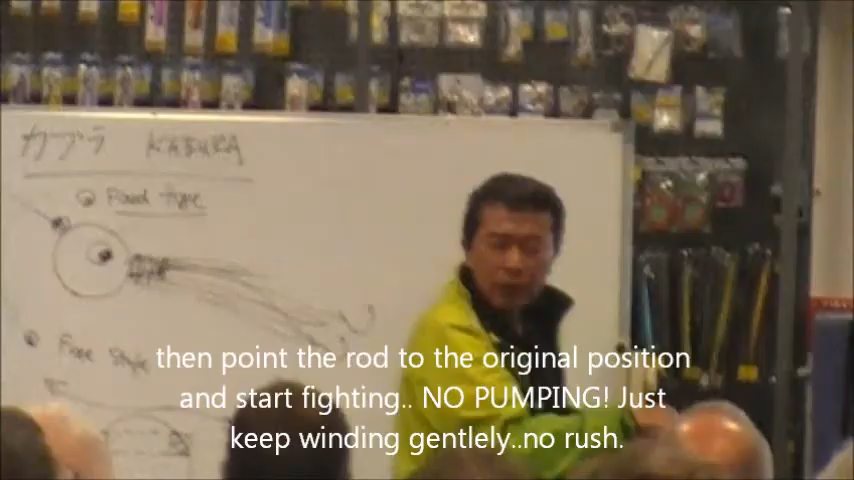 カブラ KABURA
Fixed type
Free style
then point the rod to the original position
and start fighting.. NO PUMPING! Just
keep winding gentlely..no rush.